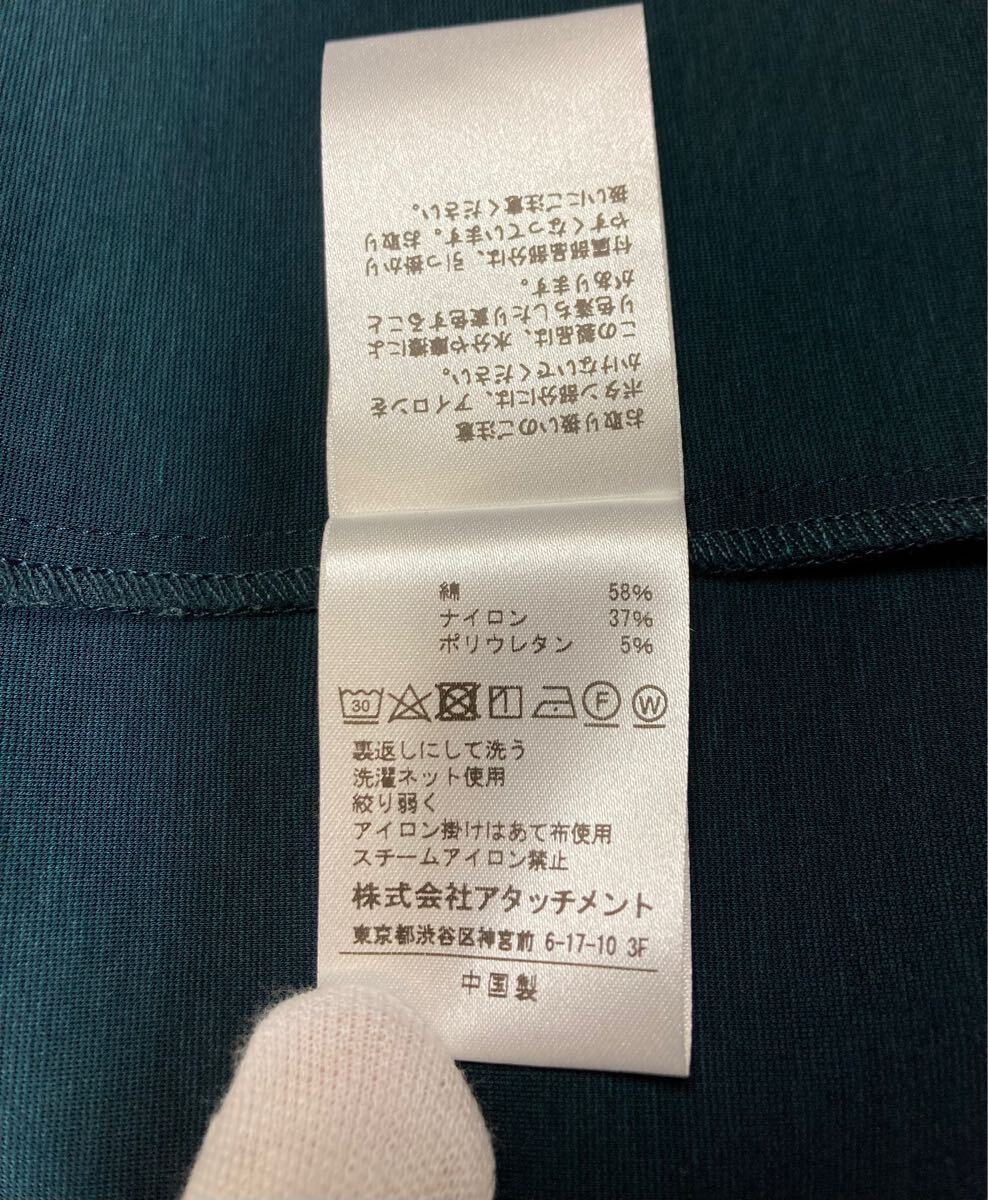 お取り扱いのご注意
ボタン部分には、アイロンを
かけないでください。
この製品は、水分や摩擦によ
り色落ちしたり変色すること
があります。
付属部品部分は、引っ掛かり
やすくなっています。お取り
扱いにご注意ください。
綿 58%
ナイロン 37%
ポリウレタン 5%
30 F W
裏返しにして洗う
洗濯ネット使用
絞り弱く
アイロン掛けはあて布使用
スチームアイロン禁止
株式会社アタッチメント
東京都渋谷区神宮前 6-17-10 3F
中国製